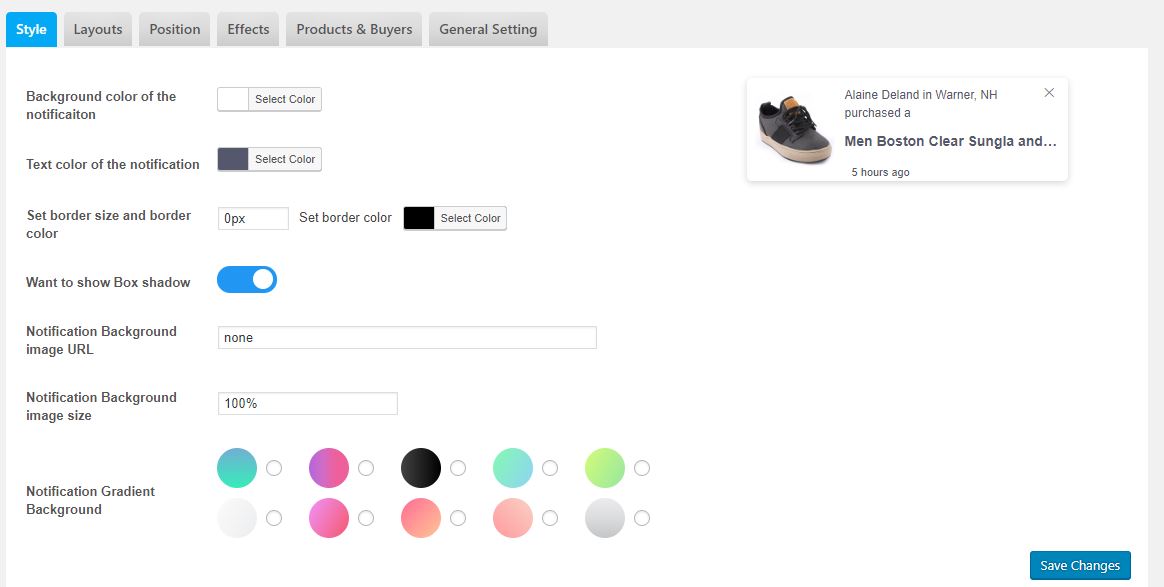 Style Layouts Position Effects Products & Buyers General Setting
Background color of the
notificaiton
Select Color
Text color of the notification
Select Color
Set border size and border
color
0px Set border color Select Color
Want to show Box shadow
Notification Background
image URL
none
Notification Background
image size
100%
Notification Gradient
Background
Alaine Deland in Warner, NH
purchased a
Men Boston Clear Sungla and...
5 hours ago
Save Changes